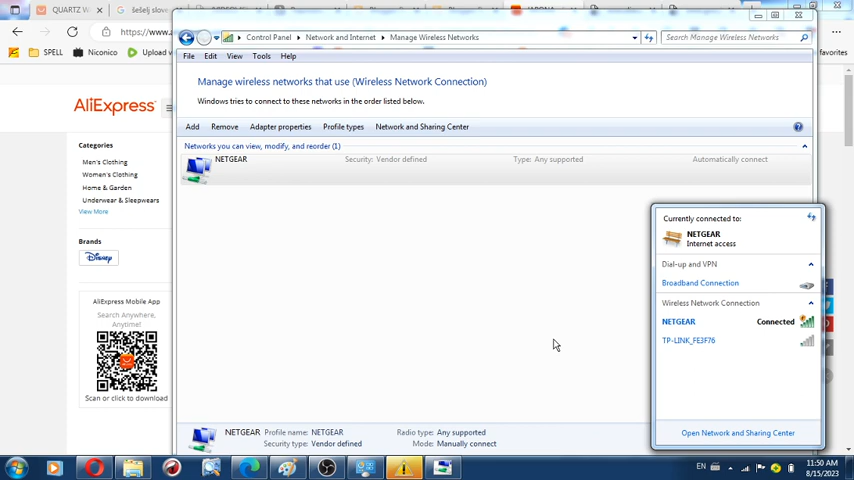 QUARTZ W
šešelj slove
https://www.a
favorites
SPELL
Niconico
Upload v
Control Panel
Network and Internet
Manage Wireless Networks
Search Manage Wireless Networks
File Edit View Tools Help
Manage wireless networks that use (Wireless Network Connection)
Windows tries to connect to these networks in the order listed below.
Add Remove Adapter properties Profile types Network and Sharing Center
Networks you can view, modify, and reorder (1)
NETGEAR Security: Vendor defined Type: Any supported Automatically connect
AliExpress
Categories
Men's Clothing
Women's Clothing
Home & Garden
Underwear & Sleepwears
View More
Brands
Disney
AliExpress Mobile App
Search Anywhere,
Anytime!
Scan or click to download
Currently connected to:
NETGEAR
Internet access
Dial-up and VPN
Broadband Connection
Wireless Network Connection
NETGEAR Connected
TP-LINK_FE3F76
Open Network and Sharing Center
NETGEAR Profile name: NETGEAR Radio type: Any supported
Security type: Vendor defined Mode: Manually connect
EN
11:50 AM
8/15/2023